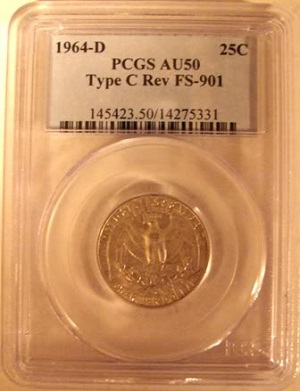 1964-D 25C
PCGS AU50
Type C Rev FS-901
145423.50/14275331